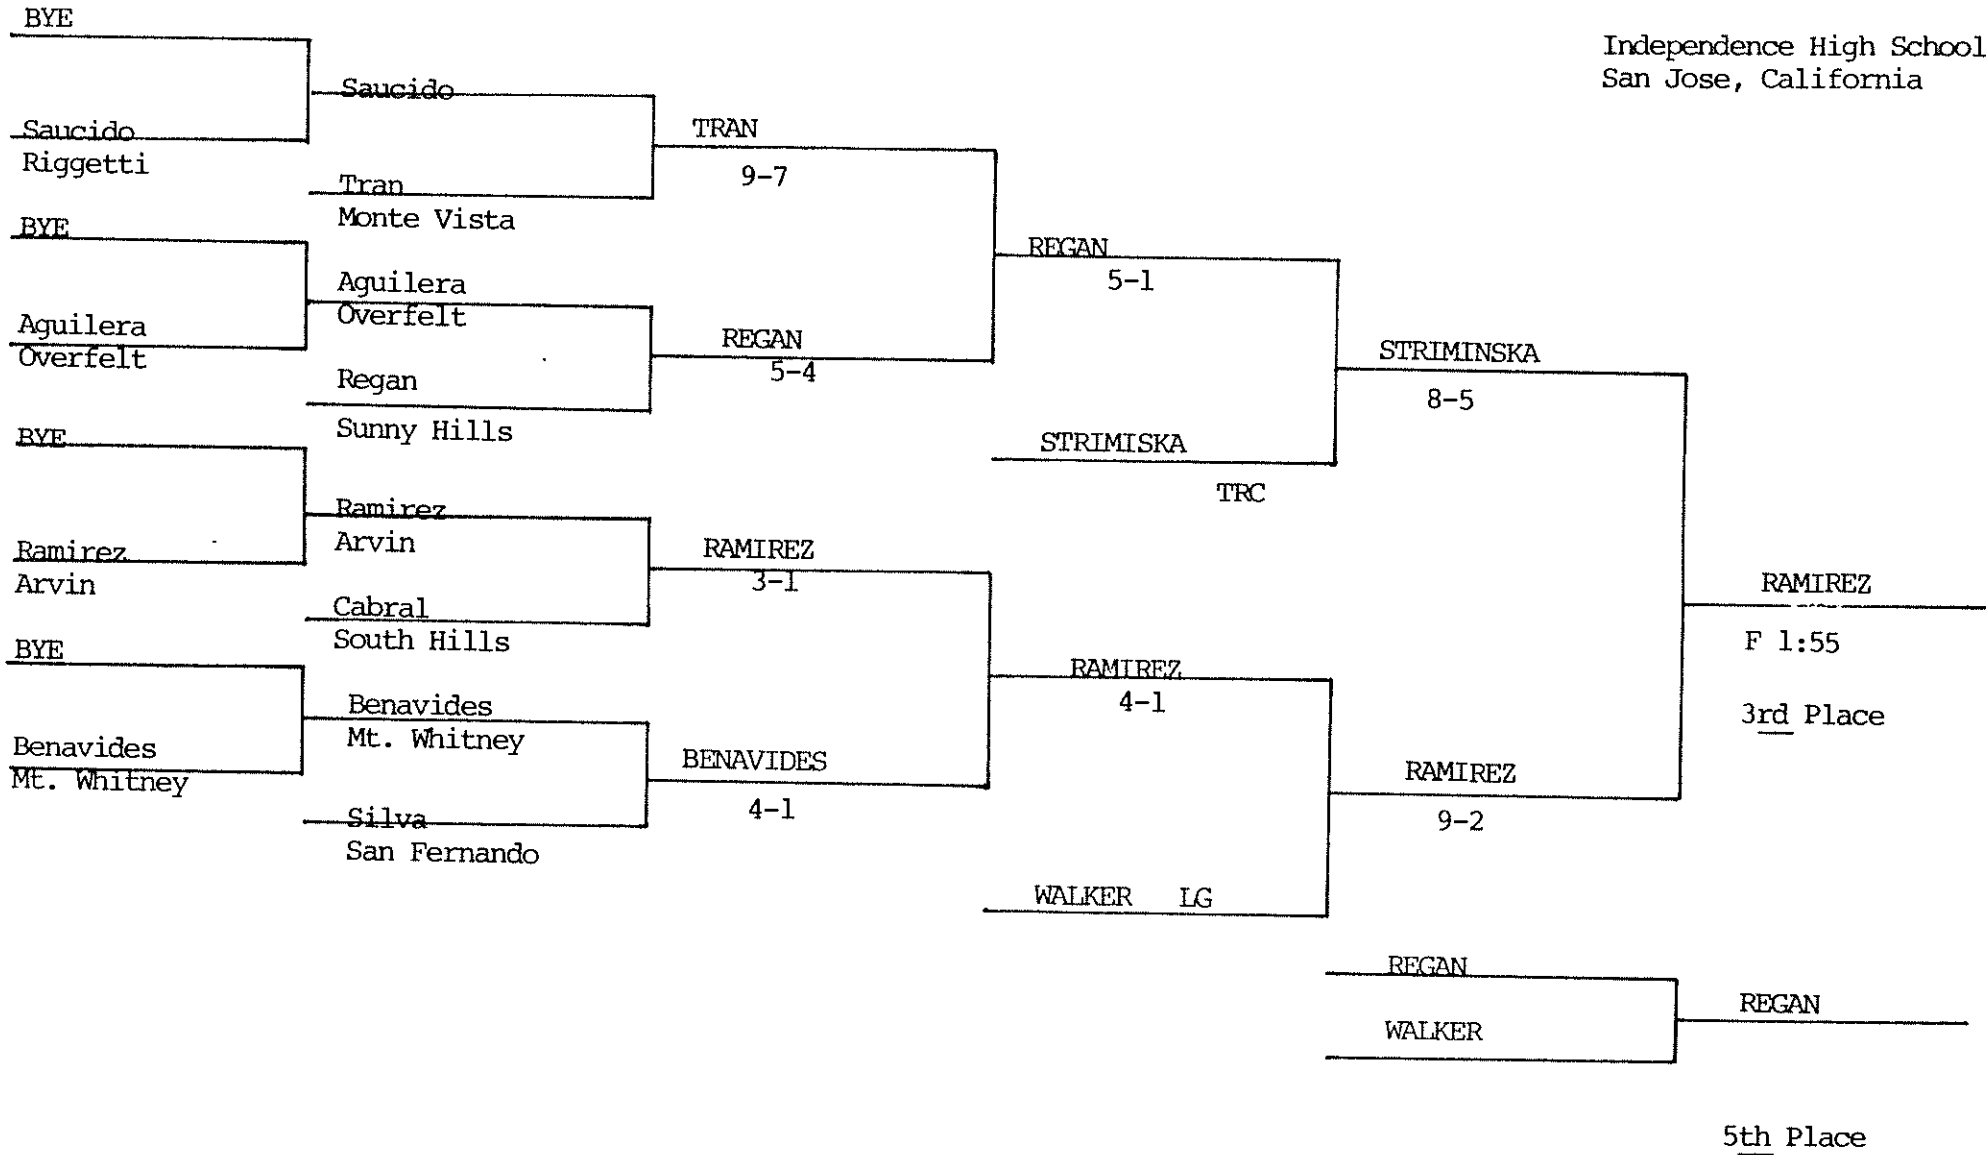 BYE
Independence High School
San Jose, California
Saucido
Saucido
Riggetti
TRAN
9-7
Tran
Monte Vista
BYE
REGAN
5-1
Aguilera
Overfelt
Aguilera
Overfelt
REGAN
5-4
STRIMINSKA
8-5
Regan
Sunny Hills
BYE
STRIMISKA
TRC
Ramirez
Arvin
Ramirez
Arvin
RAMIREZ
3-1
RAMIREZ
F 1:55
3rd Place
Cabral
South Hills
BYE
RAMIREZ
4-1
Benavides
Mt. Whitney
Benavides
Mt. Whitney
BENAVIDES
4-1
RAMIREZ
9-2
Silva
San Fernando
WALKER LG
REGAN
REGAN
WALKER
5th Place